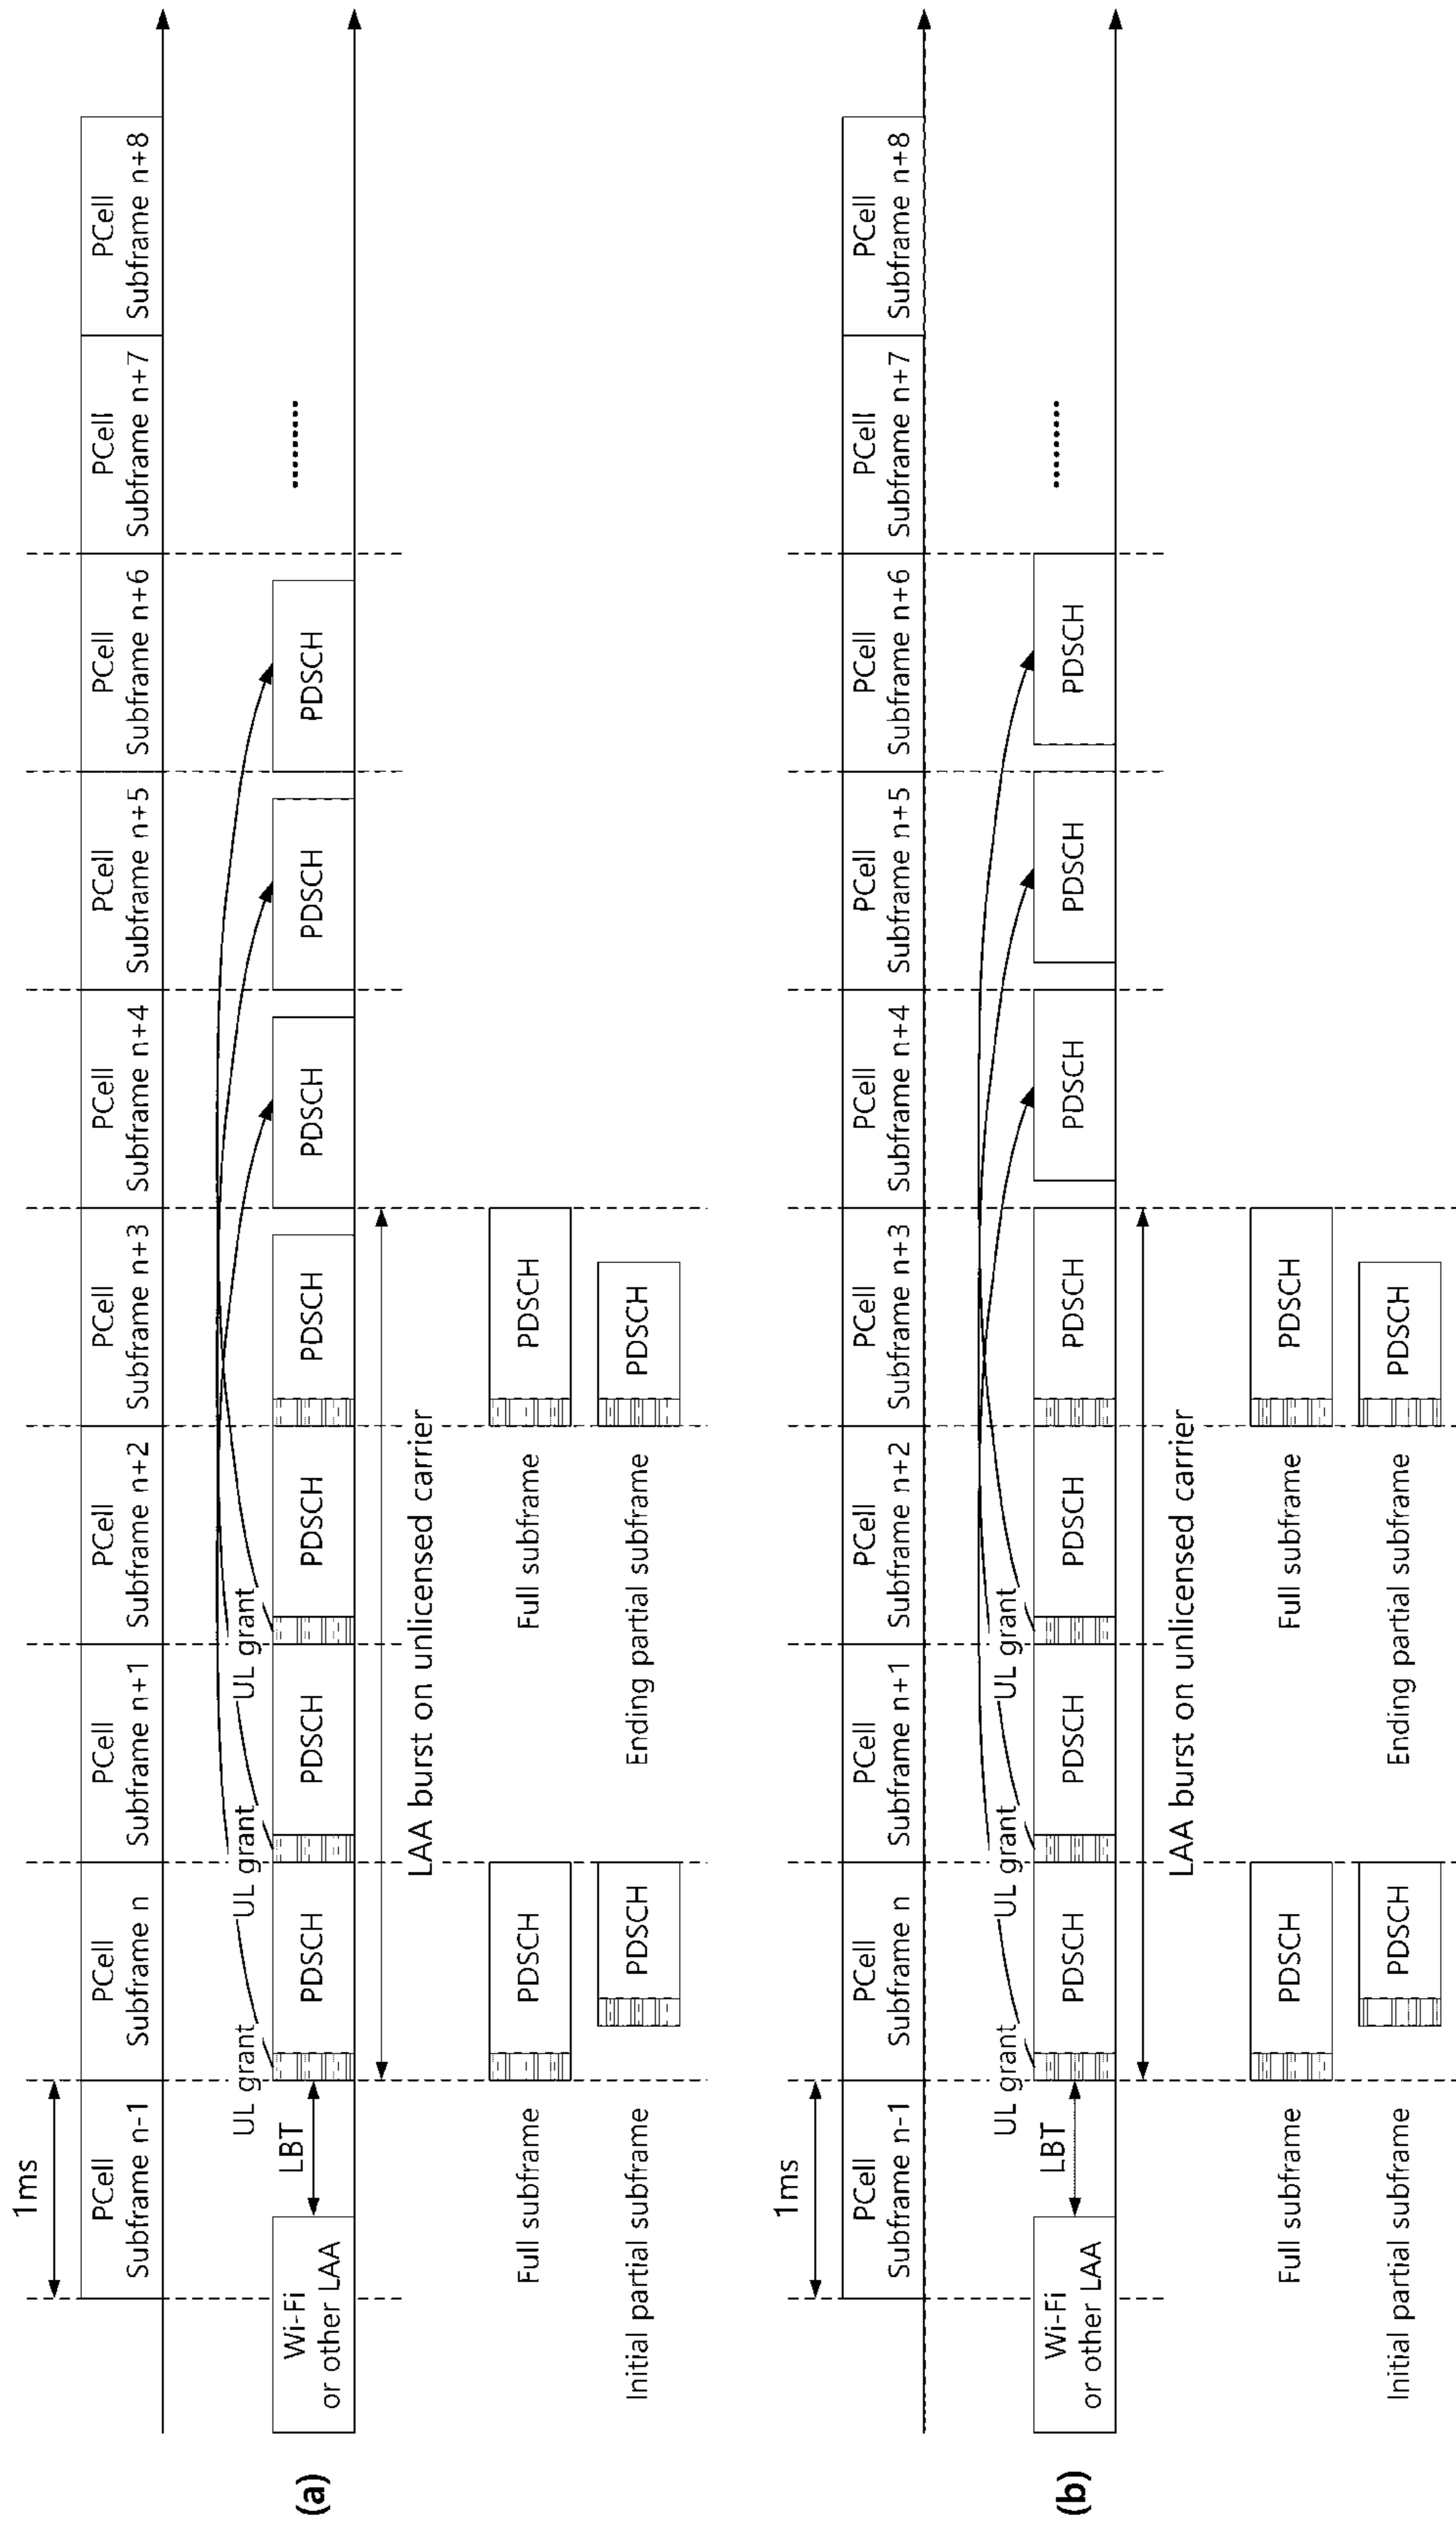 (a)
1ms
PCell
Subframe n-1
PCell
Subframe n
PCell
Subframe n+1
PCell
Subframe n+2
PCell
Subframe n+3
PCell
Subframe n+4
PCell
Subframe n+5
PCell
Subframe n+6
PCell
Subframe n+7
PCell
Subframe n+8
UL grant
UL grant
UL grant
Wi-Fi
or other LAA
LBT
PDSCH
PDSCH
PDSCH
PDSCH
PDSCH
PDSCH
PDSCH
.........
LAA burst on unlicensed carrier
Full subframe
PDSCH
Full subframe
PDSCH
Initial partial subframe
PDSCH
Ending partial subframe
PDSCH
(b)
1ms
PCell
Subframe n-1
PCell
Subframe n
PCell
Subframe n+1
PCell
Subframe n+2
PCell
Subframe n+3
PCell
Subframe n+4
PCell
Subframe n+5
PCell
Subframe n+6
PCell
Subframe n+7
PCell
Subframe n+8
UL grant
UL grant
UL grant
Wi-Fi
or other LAA
LBT
PDSCH
PDSCH
PDSCH
PDSCH
PDSCH
PDSCH
PDSCH
.........
LAA burst on unlicensed carrier
Full subframe
PDSCH
Full subframe
PDSCH
Initial partial subframe
PDSCH
Ending partial subframe
PDSCH